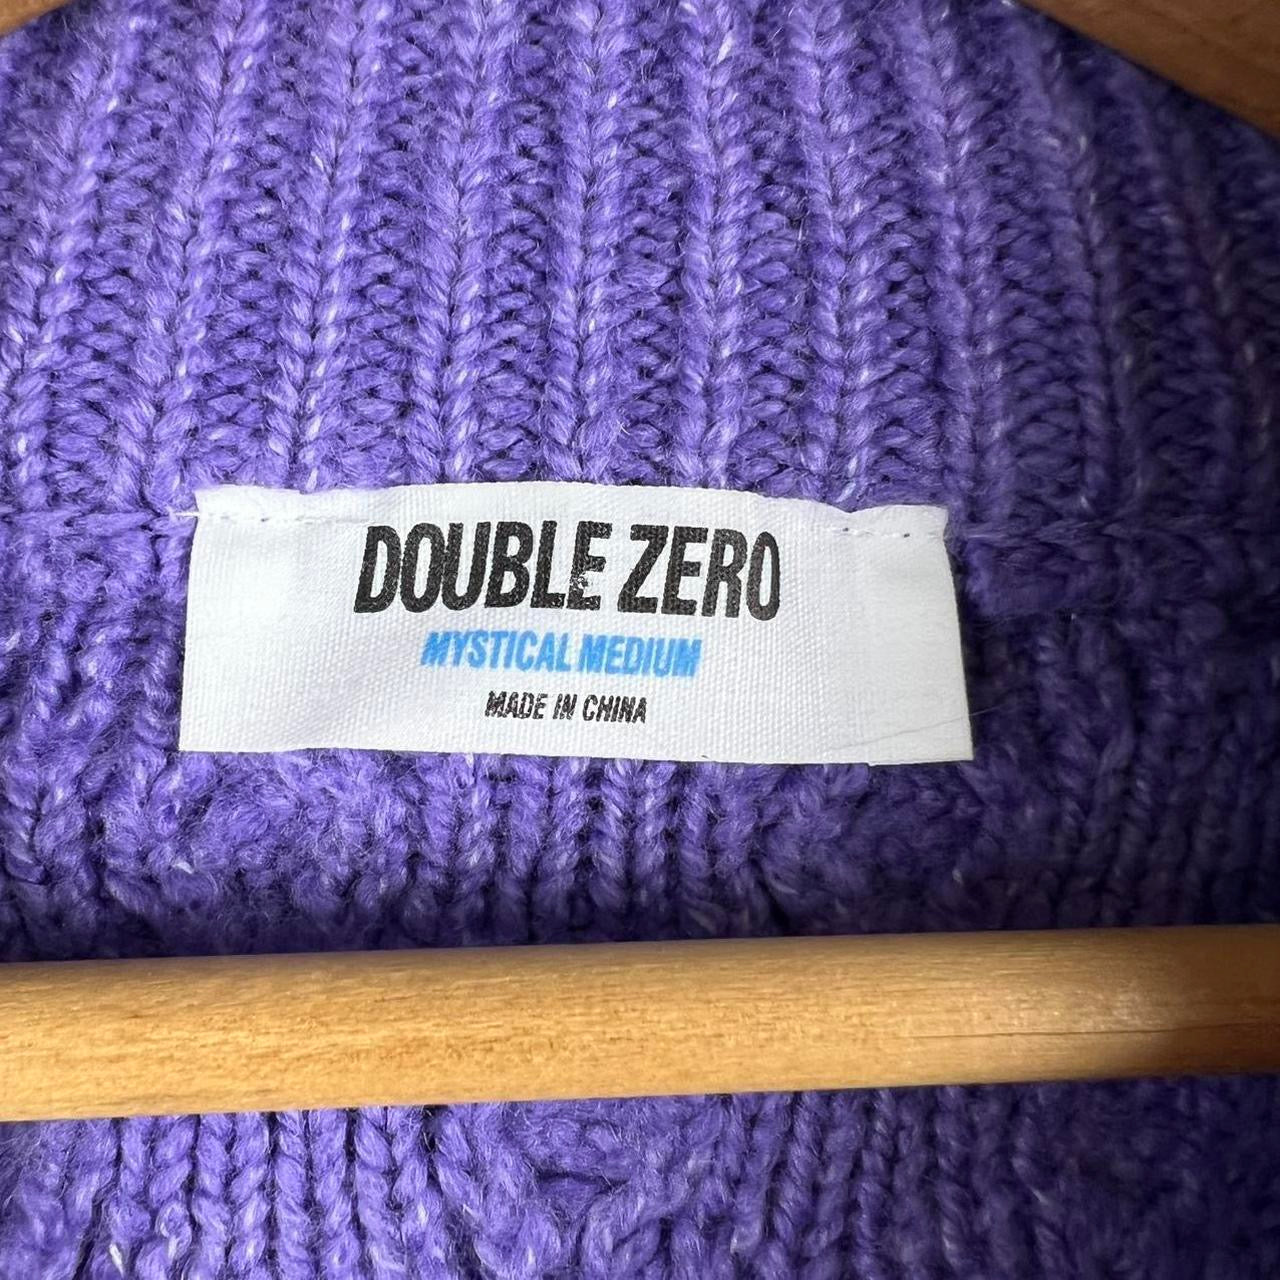 DOUBLE ZERO
MYSTICAL MEDIUM
MADE IN CHINA